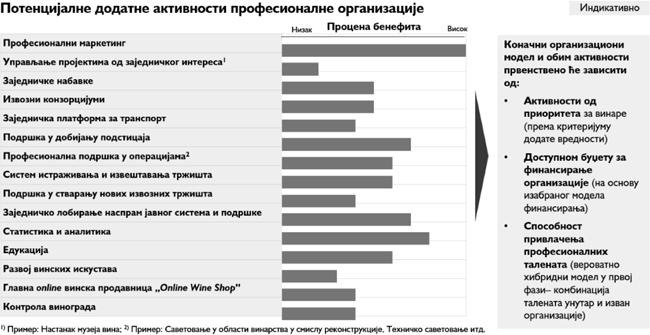 Потенцијалне додатне активности професионалне организације
Индикативно
Процена бенефита
Низак
Висок
Професионални маркетинг
Управљање пројектима од заједничког интереса¹
Заједничке набавке
Извозни конзорцијуми
Заједничка платформа за транспорт
Подршка у добијању подстицаја
Професионална подршка у операцијама²
Систем истраживања и извештавања тржишта
Подршка у стварању нових извозних тржишта
Заједничко лобирање наспрам јавног система и подршке
Статистика и аналитика
Едукација
Развој винских искустава
Главна online винска продавница „Online Wine Shop"
Контрола винограда
Коначни организациони
модел и обим активности
првенствено ће зависити
од:
• Активности од
приоритета за винаре
(према критеријуму
додате вредности)
• Доступном буџету за
финансирање
организације (на основу
изабраног модела
финансирања)
• Способност
привлачења
професионалних
талената (вероватно
хибридни модел у првој
фази– комбинација
талената унутар и изван
организације)
¹) Пример: Настанак музеја вина; ²) Пример: Саветовање у области винарства у смислу реконструкције, Техничко саветовање итд.